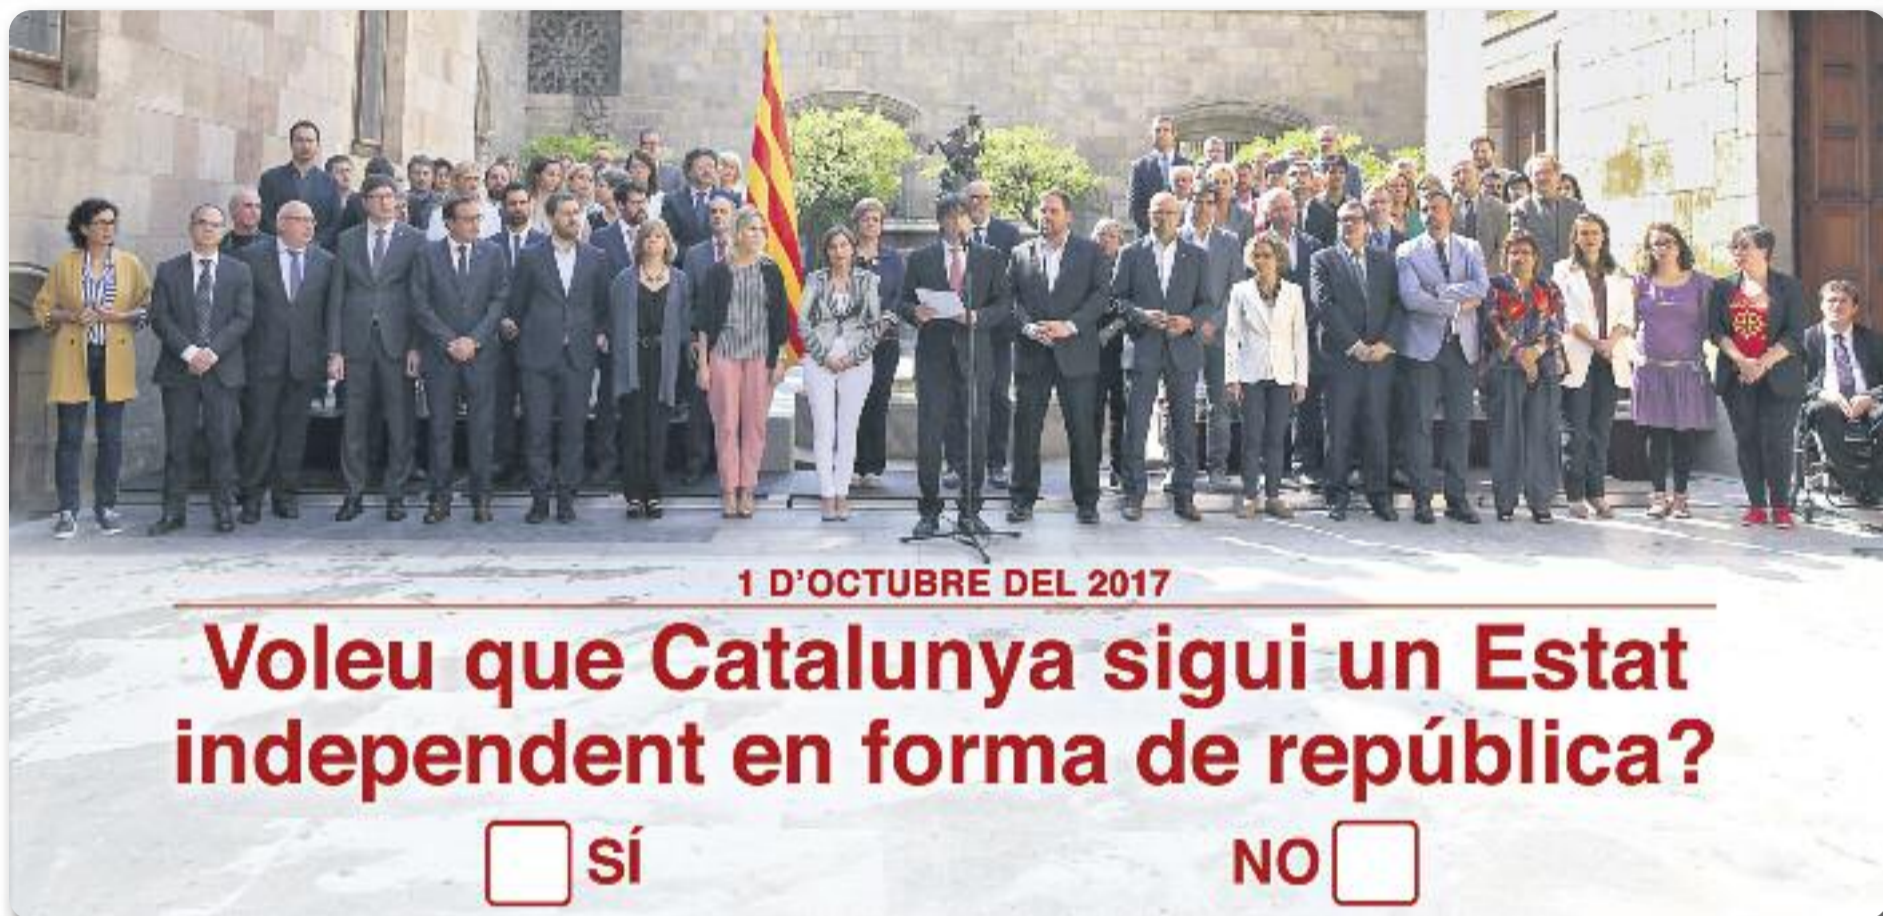 1 D'OCTUBRE DEL 2017
Voleu que Catalunya sigui un Estat
independent en forma de república?
SÍ NO